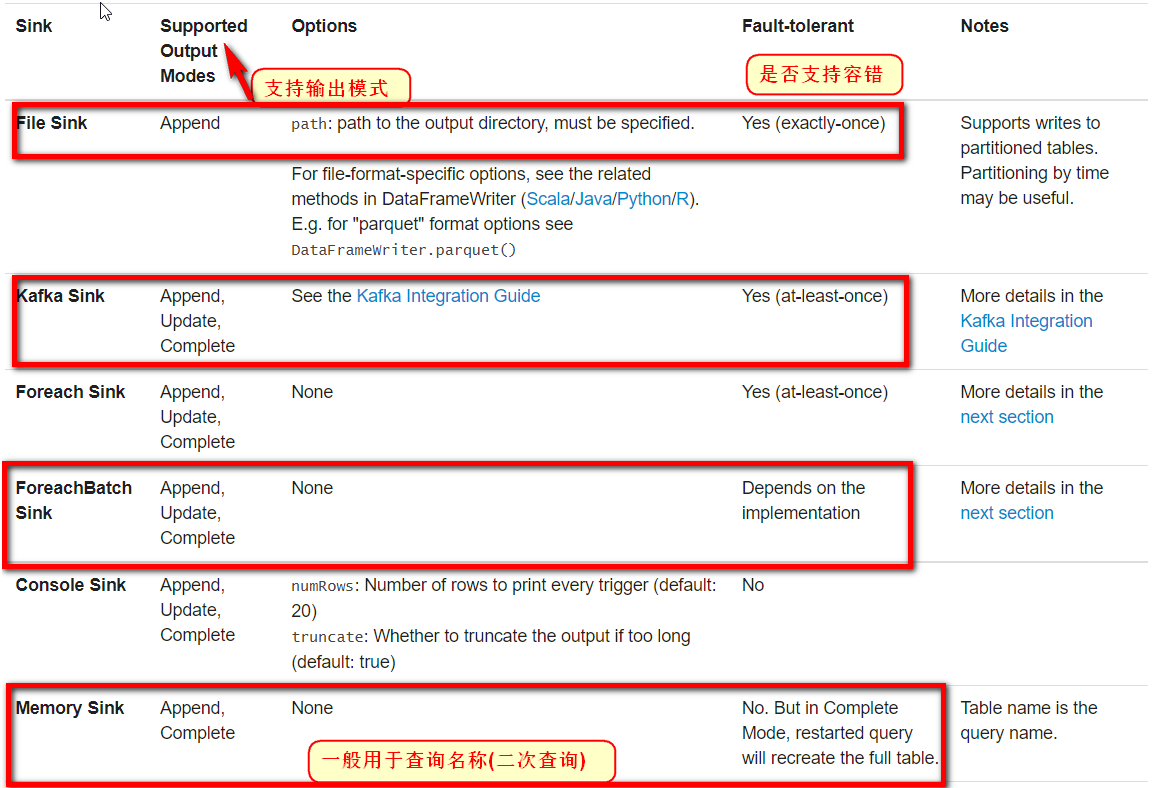 Sink Supported Options Fault-tolerant Notes
Output
Modes
支持输出模式
是否支持容错
File Sink Append path: path to the output directory, must be specified. Yes (exactly-once) Supports writes to
partitioned tables.
For file-format-specific options, see the related Partitioning by time
methods in DataFrameWriter (Scala/Java/Python/R). may be useful.
E.g. for "parquet" format options see
DataFrameWriter.parquet()
Kafka Sink Append, See the Kafka Integration Guide Yes (at-least-once) More details in the
Update, Kafka Integration
Complete Guide
Foreach Sink Append, None Yes (at-least-once) More details in the
Update, next section
Complete
ForeachBatch Append, None Depends on the More details in the
Sink Update, implementation next section
Complete
Console Sink Append, numRows: Number of rows to print every trigger (default: No
Update, 20)
Complete truncate: Whether to truncate the output if too long
(default: true)
Memory Sink Append, None No. But in Complete Table name is the
Complete Mode, restarted query query name.
will recreate the full table.
一般用于查询名称(二次查询)